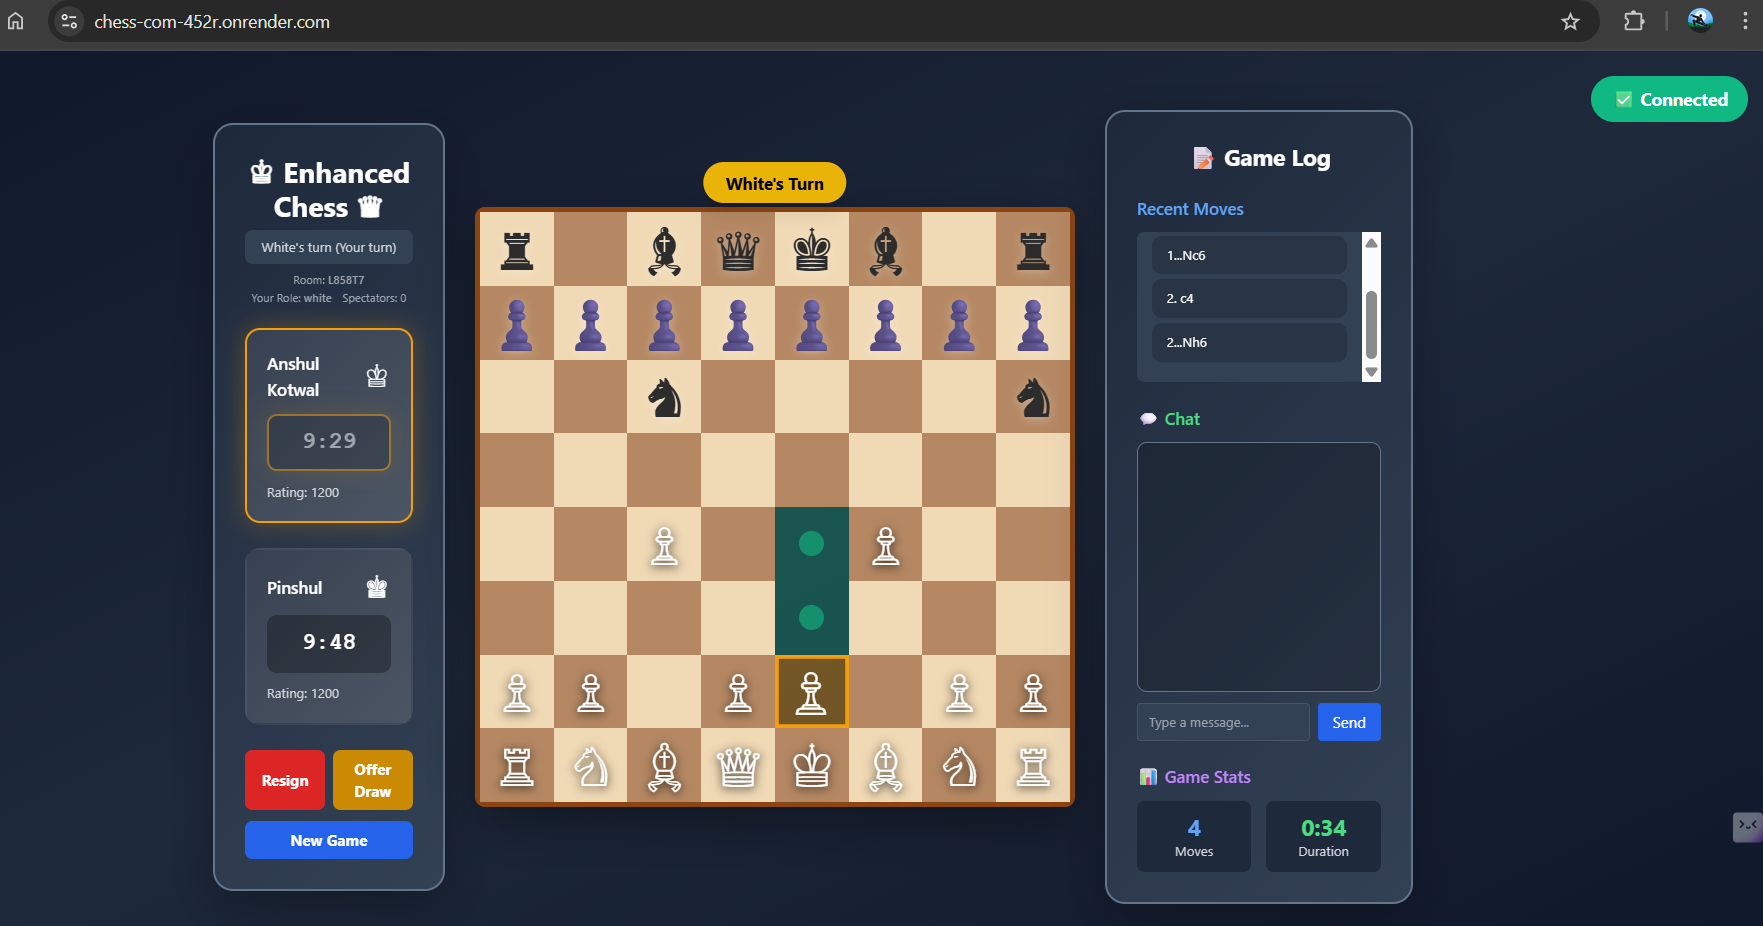 chess-com-452r.onrender.com
✅ Connected
♔ Enhanced
Chess ♛
White's turn (Your turn)
Room: L858T7
Your Role: white Spectators: 0
Anshul
Kotwal
9:29
Rating: 1200
Pinshul
9:48
Rating: 1200
Resign
Offer
Draw
New Game
White's Turn
📝 Game Log
Recent Moves
1...Nc6
2. c4
2...Nh6
💬 Chat
Type a message...
Send
📊 Game Stats
4
Moves
0:34
Duration